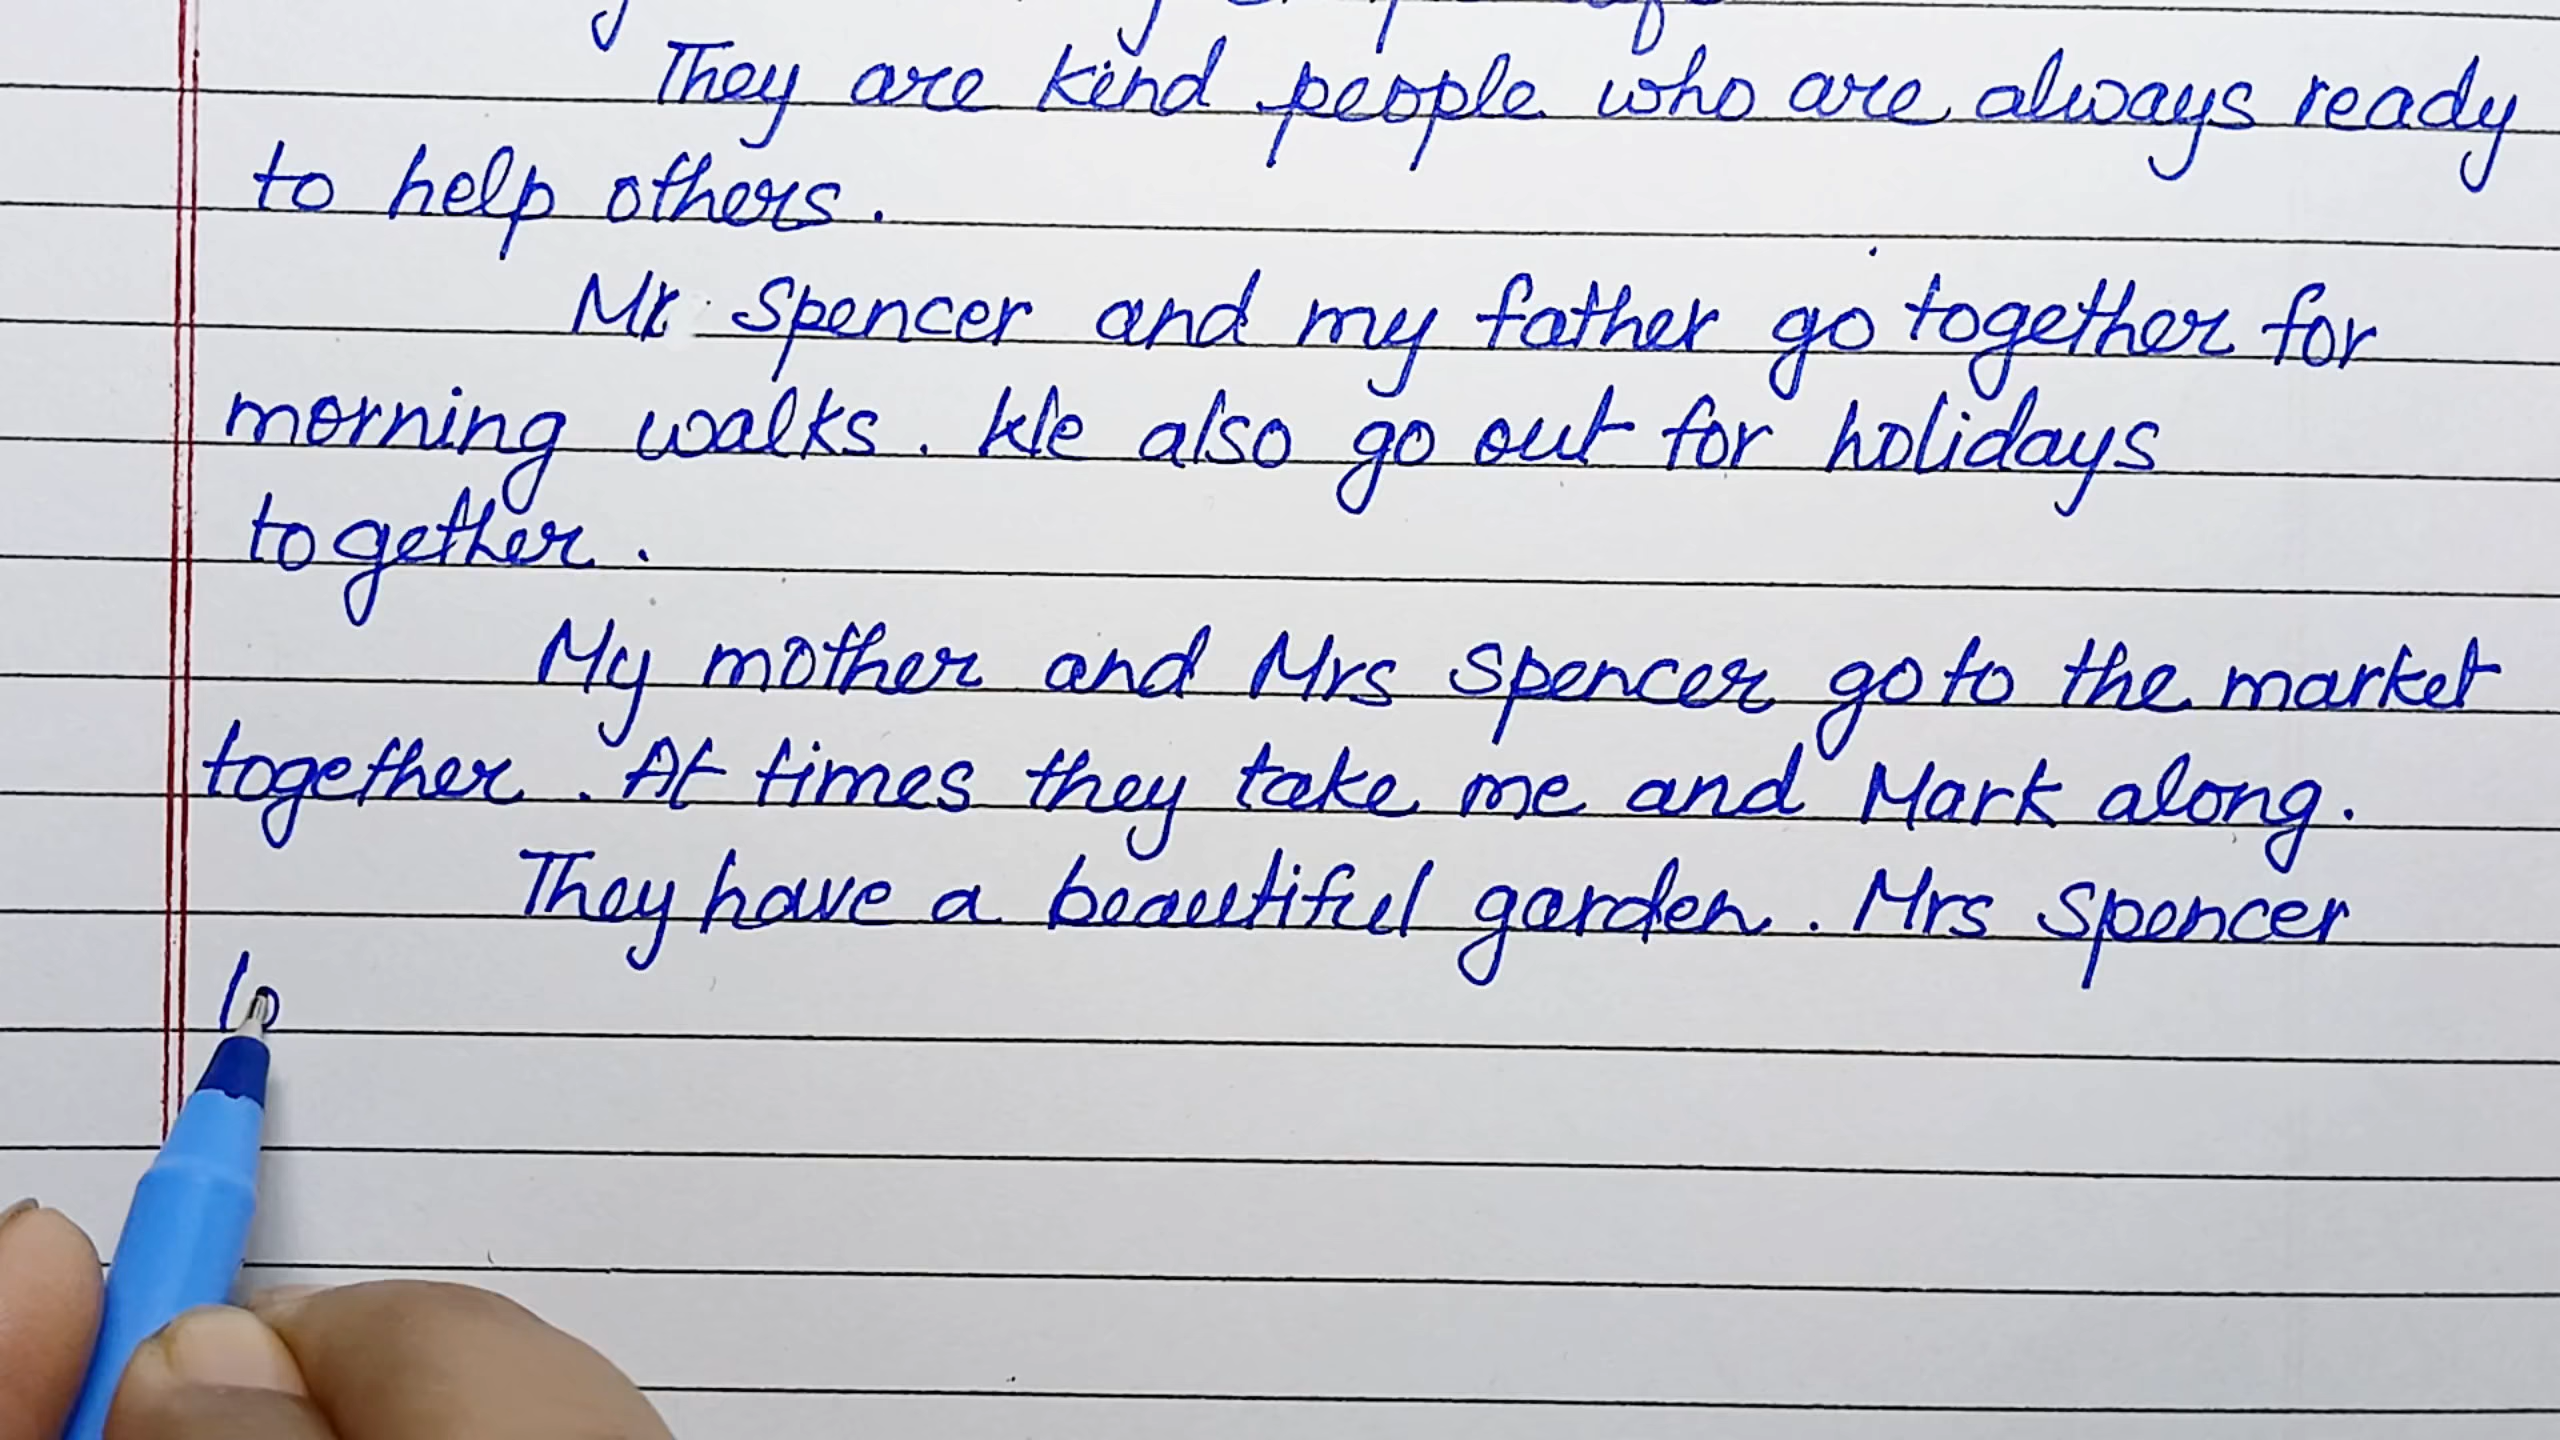 They are kind people who are always ready
to help others.
Mr Spencer and my father go together for
morning walks. We also go out for holidays
together.
My mother and Mrs Spencer go to the market
together. At times they take me and Mark along.
They have a beautiful garden. Mrs Spencer
lo